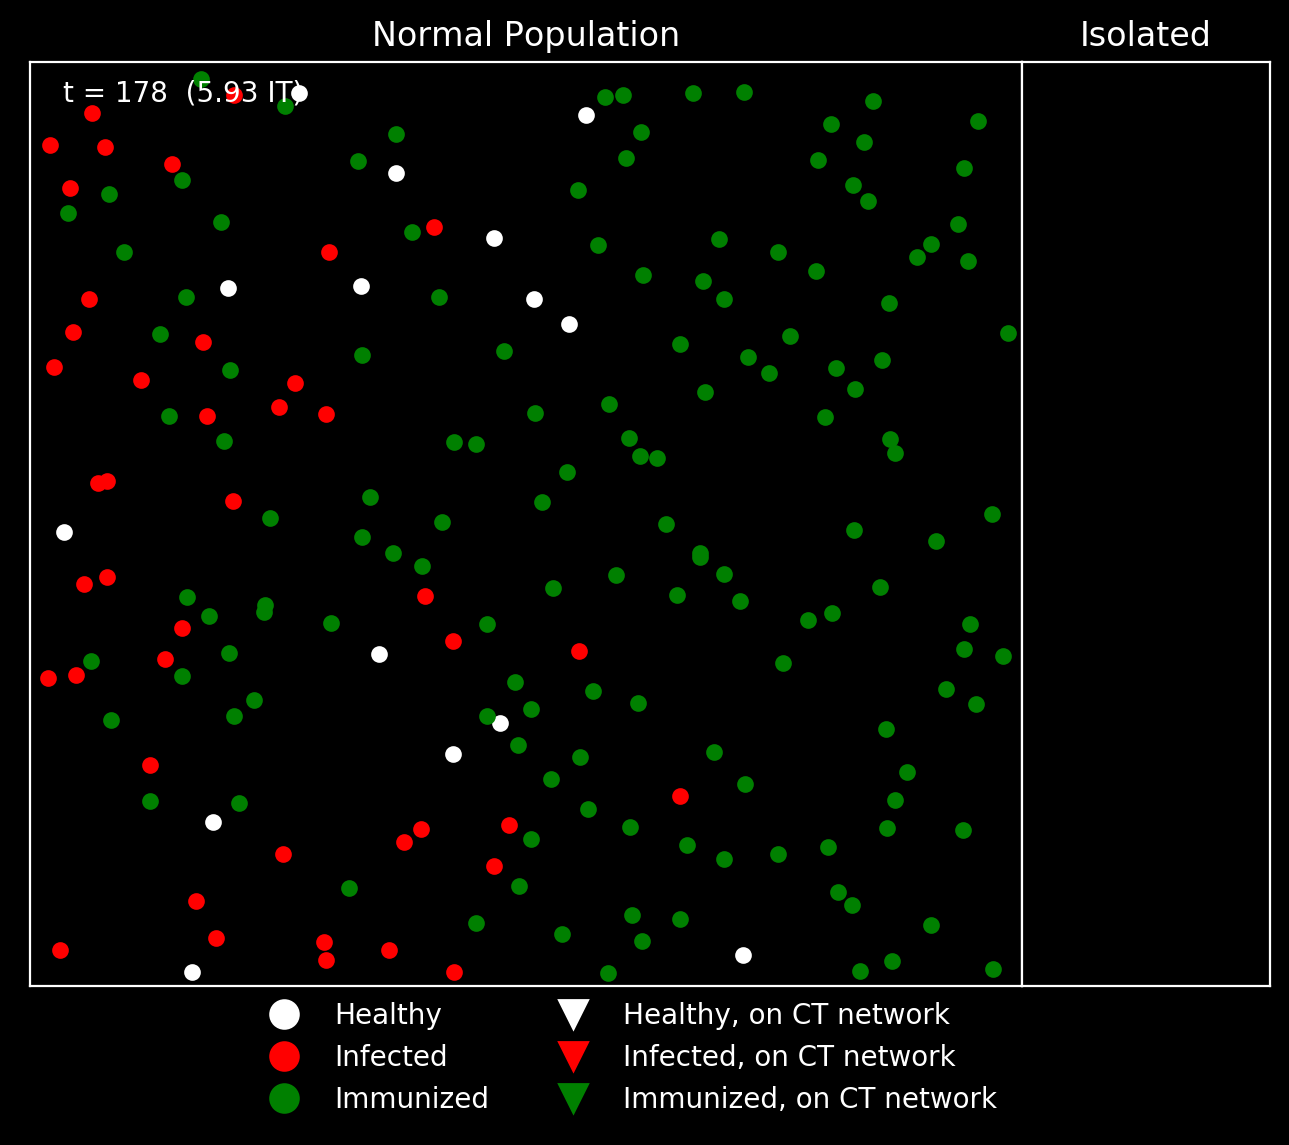 Normal Population
Isolated
t = 178  (5.93 IT)
Healthy
Infected
Immunized
Healthy, on CT network
Infected, on CT network
Immunized, on CT network